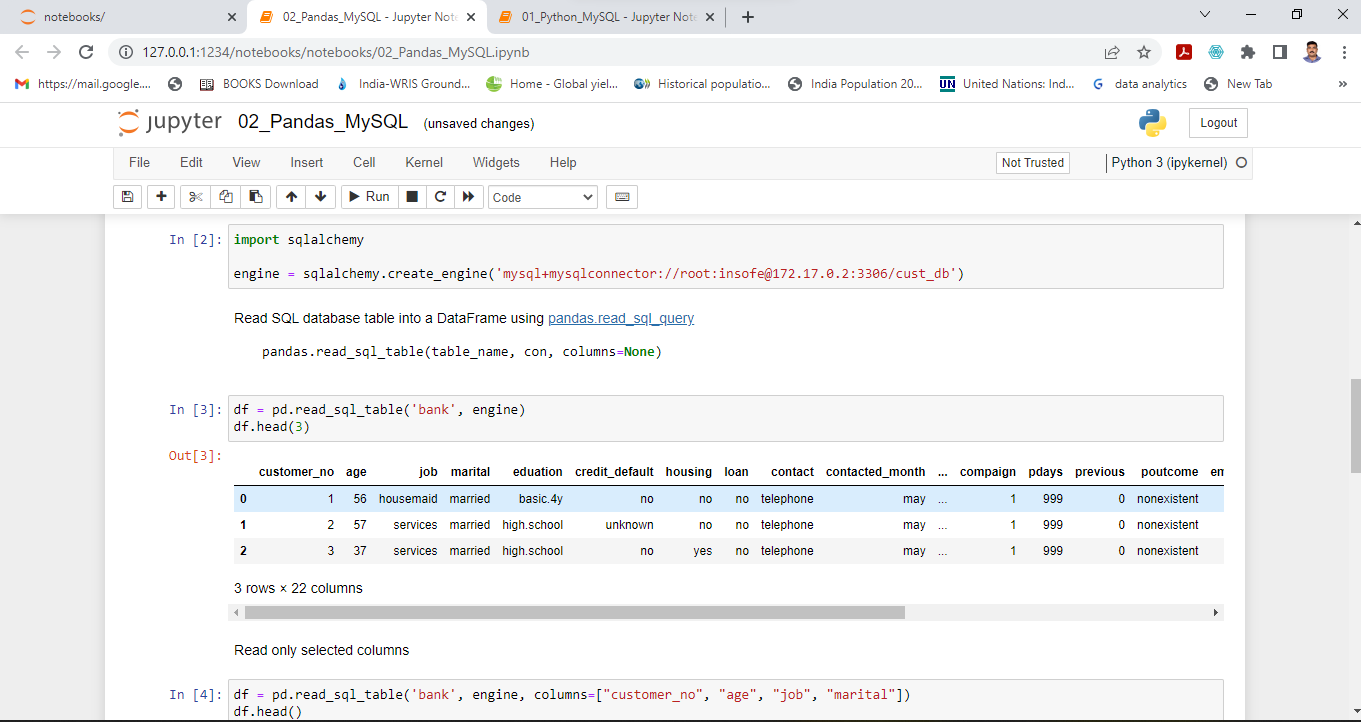 notebooks/ 02_Pandas_MySQL - Jupyter Note 01_Python_MySQL - Jupyter Note
127.0.0.1:1234/notebooks/notebooks/02_Pandas_MySQL.ipynb
https://mail.google.... BOOKS Download India-WRIS Ground... Home - Global yiel... Historical populatio... India Population 20... UN United Nations: Ind... G data analytics New Tab »
jupyter 02_Pandas_MySQL (unsaved changes) Logout
File Edit View Insert Cell Kernel Widgets Help Not Trusted Python 3 (ipykernel)
Run Code
In [2]: import sqlalchemy
engine = sqlalchemy.create_engine('mysql+mysqlconnector://root:insofe@172.17.0.2:3306/cust_db')
Read SQL database table into a DataFrame using pandas.read_sql_query
pandas.read_sql_table(table_name, con, columns=None)
In [3]: df = pd.read_sql_table('bank', engine)
df.head(3)
Out[3]:
customer_no age job marital eduation credit_default housing loan contact contacted_month ... compaign pdays previous poutcome em
0 1 56 housemaid married basic.4y no no no telephone may ... 1 999 0 nonexistent
1 2 57 services married high.school unknown no no telephone may ... 1 999 0 nonexistent
2 3 37 services married high.school no yes no telephone may ... 1 999 0 nonexistent
3 rows × 22 columns
Read only selected columns
In [4]: df = pd.read_sql_table('bank', engine, columns=["customer_no", "age", "job", "marital"])
df.head()